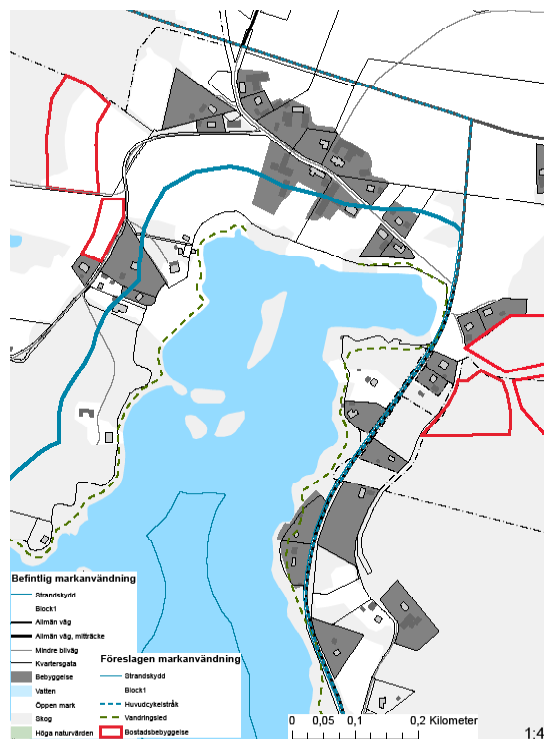 Befintlig markanvändning
Strandskydd
Block1
Allmän väg
Allmän väg, mitträcke
Mindre bilväg
Kvartersgata
Bebyggelse
Vatten
Öppen mark
Skog
Höga naturvärden
Föreslagen markanvändning
Strandskydd
Block1
Huvudcykelstråk
Vandringsled
Bostadsbebyggelse
0 0,05 0,1 0,2 Kilometer
1:4